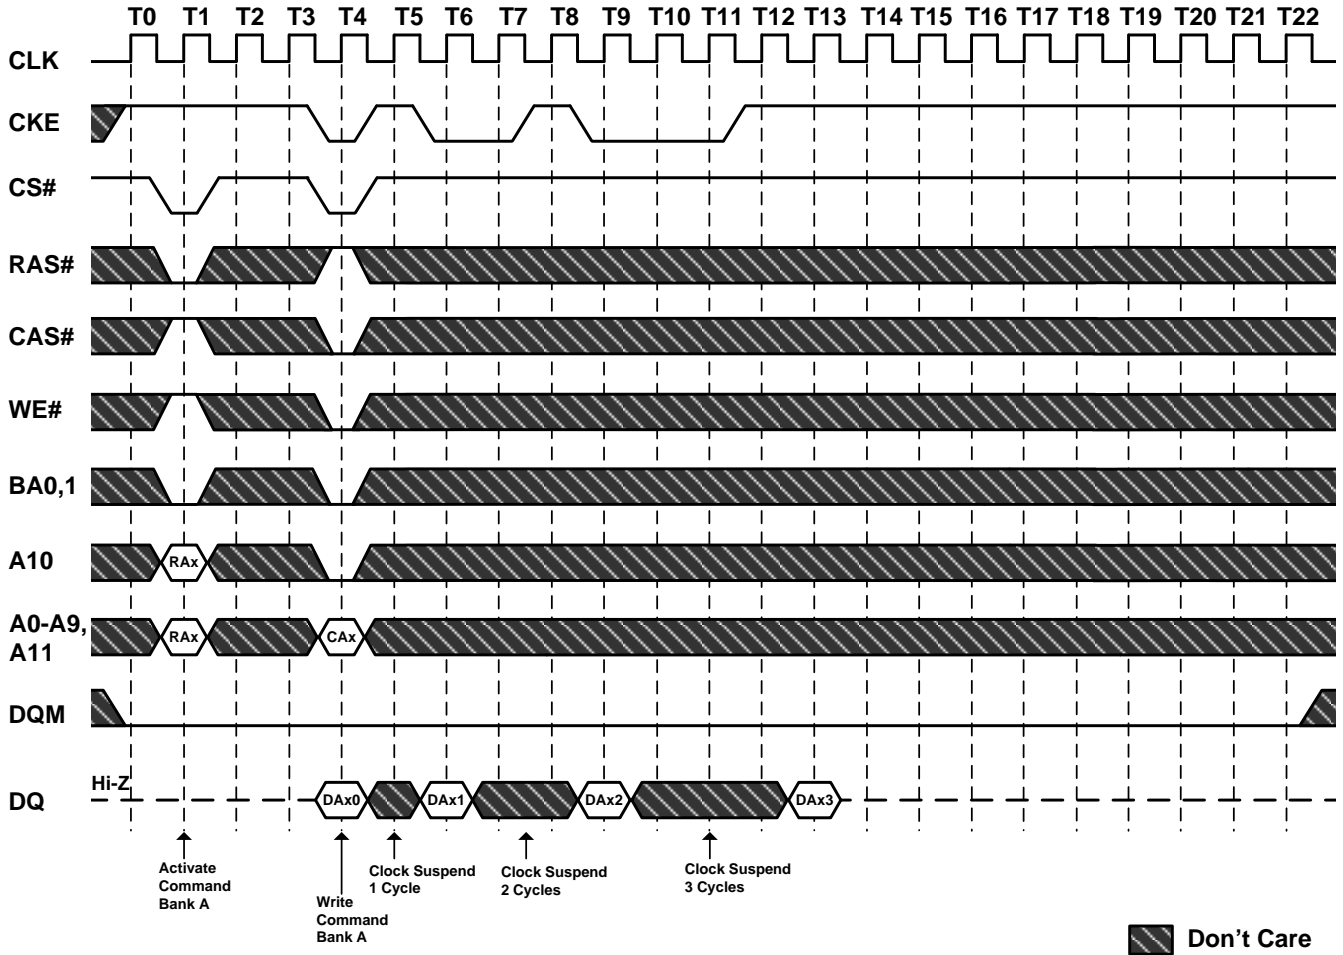 T0 T1 T2 T3 T4 T5 T6 T7 T8 T9 T10 T11 T12 T13 T14 T15 T16 T17 T18 T19 T20 T21 T22
CLK
CKE
CS#
RAS#
CAS#
WE#
BA0,1
A10
RAx
A0-A9,
A11
RAx CAx
DQM
Hi-Z
DQ
DAx0 DAx1 DAx2 DAx3
Activate
Command
Bank A
Write
Command
Bank A
Clock Suspend
1 Cycle
Clock Suspend
2 Cycles
Clock Suspend
3 Cycles
Don't Care